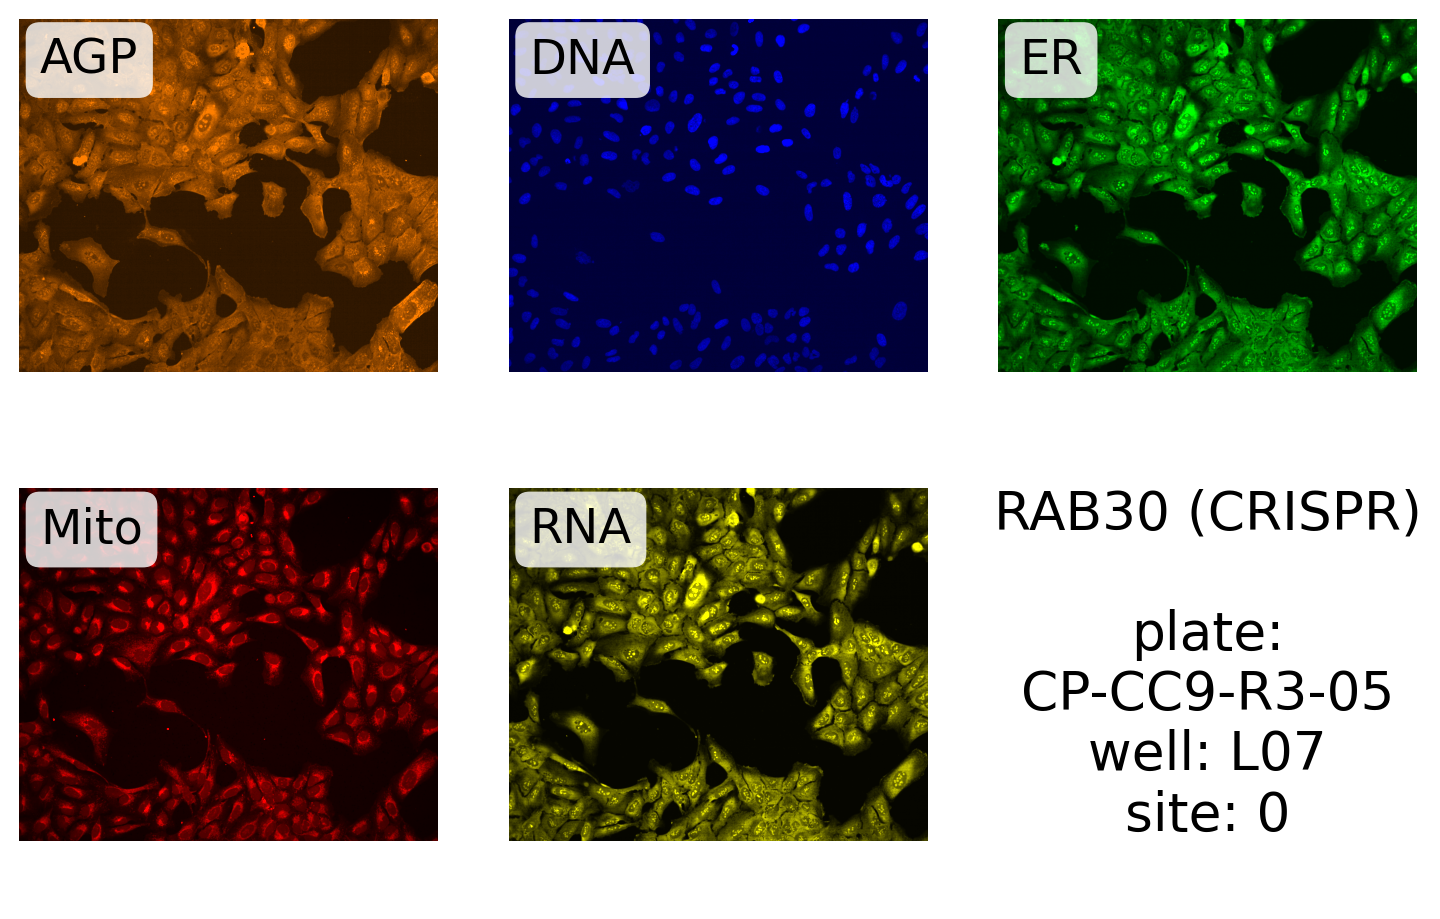 AGP
DNA
ER
Mito
RNA
RAB30 (CRISPR)
plate:
CP-CC9-R3-05
well: L07
site: 0